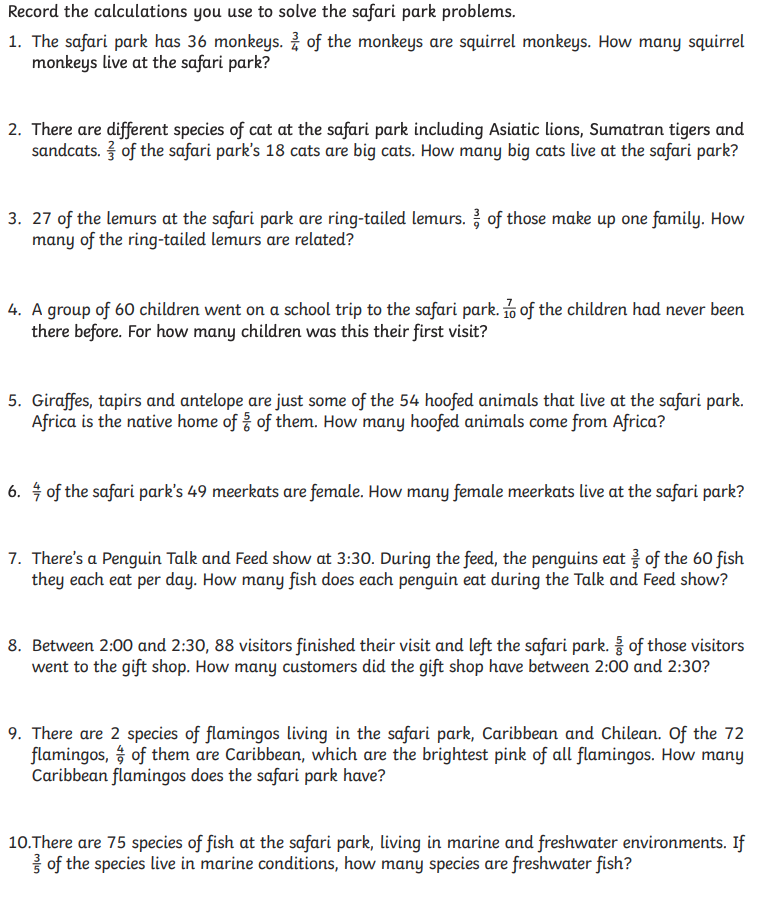 Record the calculations you use to solve the safari park problems.
1. The safari park has 36 monkeys. 3/4 of the monkeys are squirrel monkeys. How many squirrel
monkeys live at the safari park?
2. There are different species of cat at the safari park including Asiatic lions, Sumatran tigers and
sandcats. 2/3 of the safari park's 18 cats are big cats. How many big cats live at the safari park?
3. 27 of the lemurs at the safari park are ring-tailed lemurs. 3/9 of those make up one family. How
many of the ring-tailed lemurs are related?
4. A group of 60 children went on a school trip to the safari park. 7/10 of the children had never been
there before. For how many children was this their first visit?
5. Giraffes, tapirs and antelope are just some of the 54 hoofed animals that live at the safari park.
Africa is the native home of 5/6 of them. How many hoofed animals come from Africa?
6. 4/7 of the safari park's 49 meerkats are female. How many female meerkats live at the safari park?
7. There's a Penguin Talk and Feed show at 3:30. During the feed, the penguins eat 3/5 of the 60 fish
they each eat per day. How many fish does each penguin eat during the Talk and Feed show?
8. Between 2:00 and 2:30, 88 visitors finished their visit and left the safari park. 5/8 of those visitors
went to the gift shop. How many customers did the gift shop have between 2:00 and 2:30?
9. There are 2 species of flamingos living in the safari park, Caribbean and Chilean. Of the 72
flamingos, 4/9 of them are Caribbean, which are the brightest pink of all flamingos. How many
Caribbean flamingos does the safari park have?
10.There are 75 species of fish at the safari park, living in marine and freshwater environments. If
3/5 of the species live in marine conditions, how many species are freshwater fish?